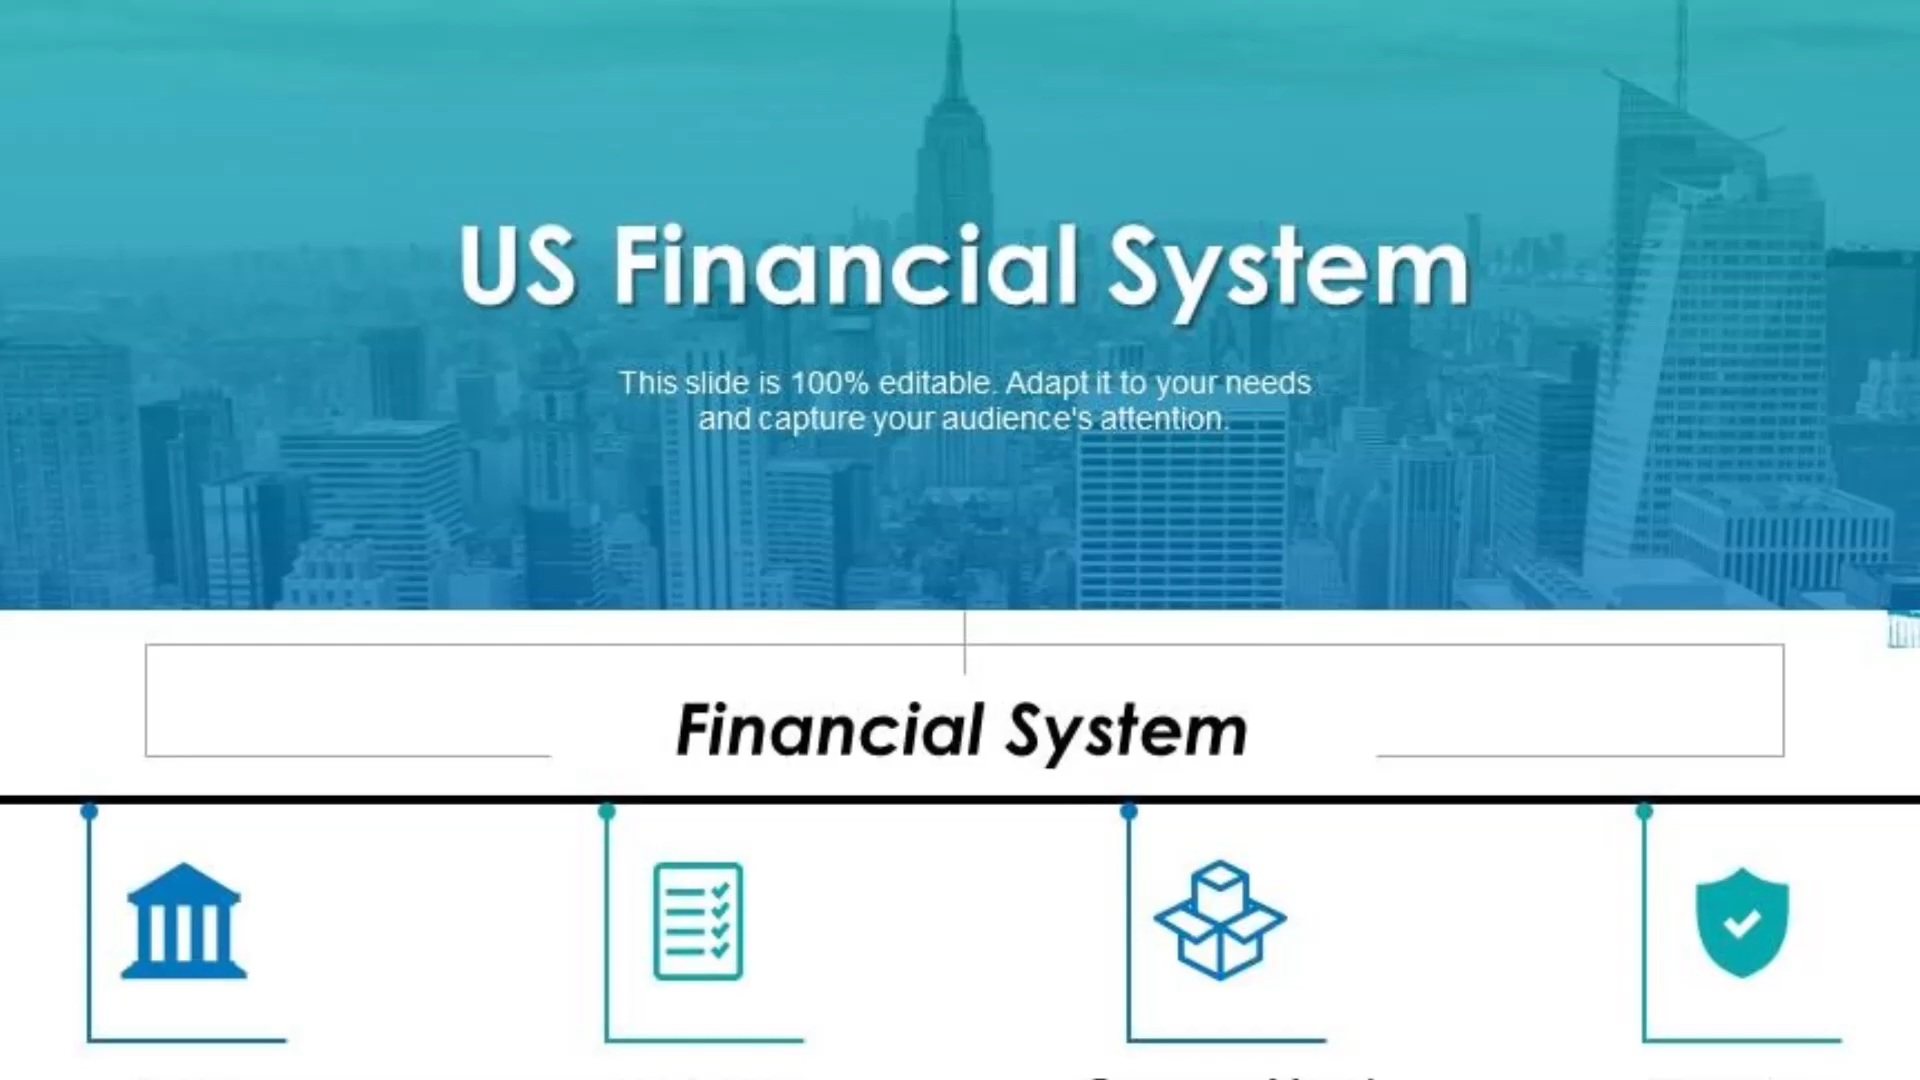 US Financial System
This slide is 100% editable. Adapt it to your needs
and capture your audience's attention.
Financial System